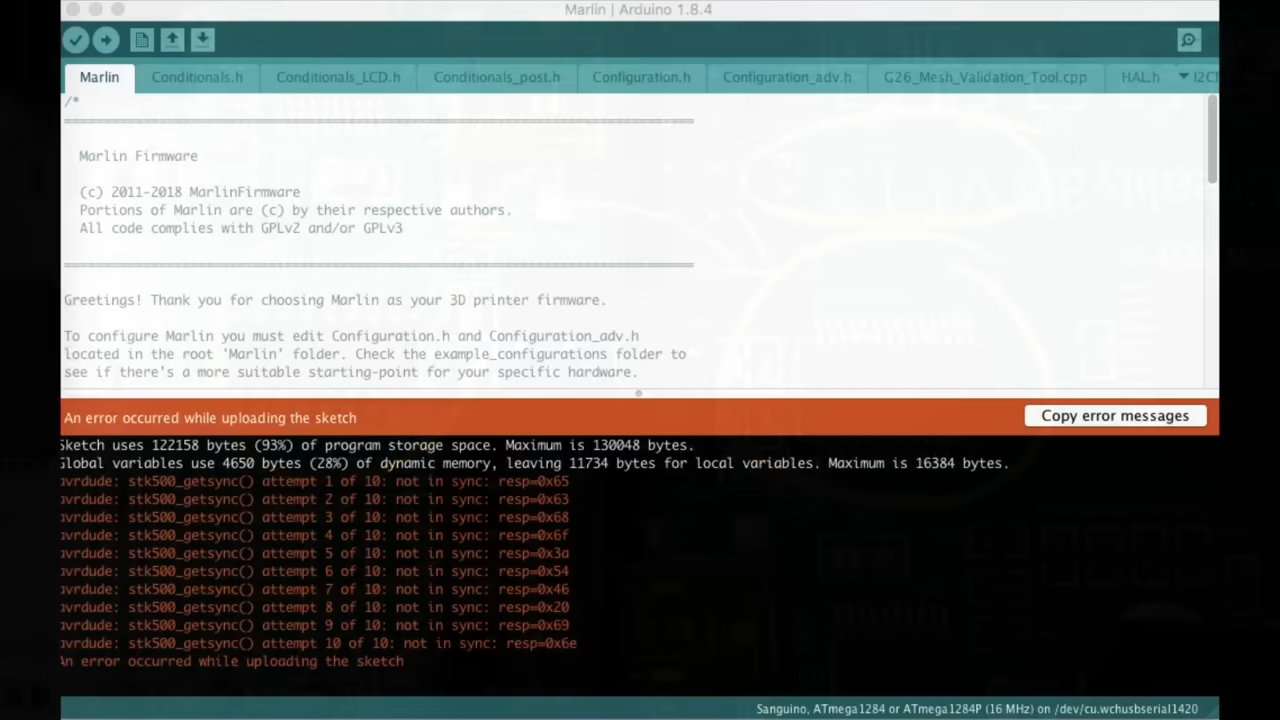 Marlin | Arduino 1.8.4
Marlin Conditionals.h Conditionals_LCD.h Conditionals_post.h Configuration.h Configuration_adv.h G26_Mesh_Validation_Tool.cpp HAL.h
/*
Marlin Firmware
(c) 2011-2018 MarlinFirmware
Portions of Marlin are (c) by their respective authors.
All code complies with GPLv2 and/or GPLv3
Greetings! Thank you for choosing Marlin as your 3D printer firmware.
To configure Marlin you must edit Configuration.h and Configuration_adv.h
located in the root 'Marlin' folder. Check the example_configurations folder to
see if there's a more suitable starting-point for your specific hardware.
An error occurred while uploading the sketch
Copy error messages
Sketch uses 122158 bytes (93%) of program storage space. Maximum is 130048 bytes.
Global variables use 4650 bytes (28%) of dynamic memory, leaving 11734 bytes for local variables. Maximum is 16384 bytes.
avrdude: stk500_getsync() attempt 1 of 10: not in sync: resp=0x65
avrdude: stk500_getsync() attempt 2 of 10: not in sync: resp=0x63
avrdude: stk500_getsync() attempt 3 of 10: not in sync: resp=0x68
avrdude: stk500_getsync() attempt 4 of 10: not in sync: resp=0x6f
avrdude: stk500_getsync() attempt 5 of 10: not in sync: resp=0x3a
avrdude: stk500_getsync() attempt 6 of 10: not in sync: resp=0x54
avrdude: stk500_getsync() attempt 7 of 10: not in sync: resp=0x46
avrdude: stk500_getsync() attempt 8 of 10: not in sync: resp=0x20
avrdude: stk500_getsync() attempt 9 of 10: not in sync: resp=0x69
avrdude: stk500_getsync() attempt 10 of 10: not in sync: resp=0x6e
An error occurred while uploading the sketch
Sanguino, ATmega1284 or ATmega1284P (16 MHz) on /dev/cu.wchusbserial1420